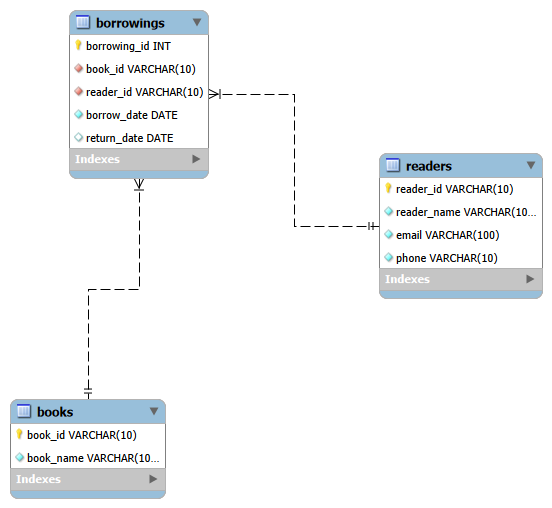 borrowings
borrowing_id INT
book_id VARCHAR(10)
reader_id VARCHAR(10)
borrow_date DATE
return_date DATE
Indexes
readers
reader_id VARCHAR(10)
reader_name VARCHAR(10...
email VARCHAR(100)
phone VARCHAR(10)
Indexes
books
book_id VARCHAR(10)
book_name VARCHAR(10...
Indexes